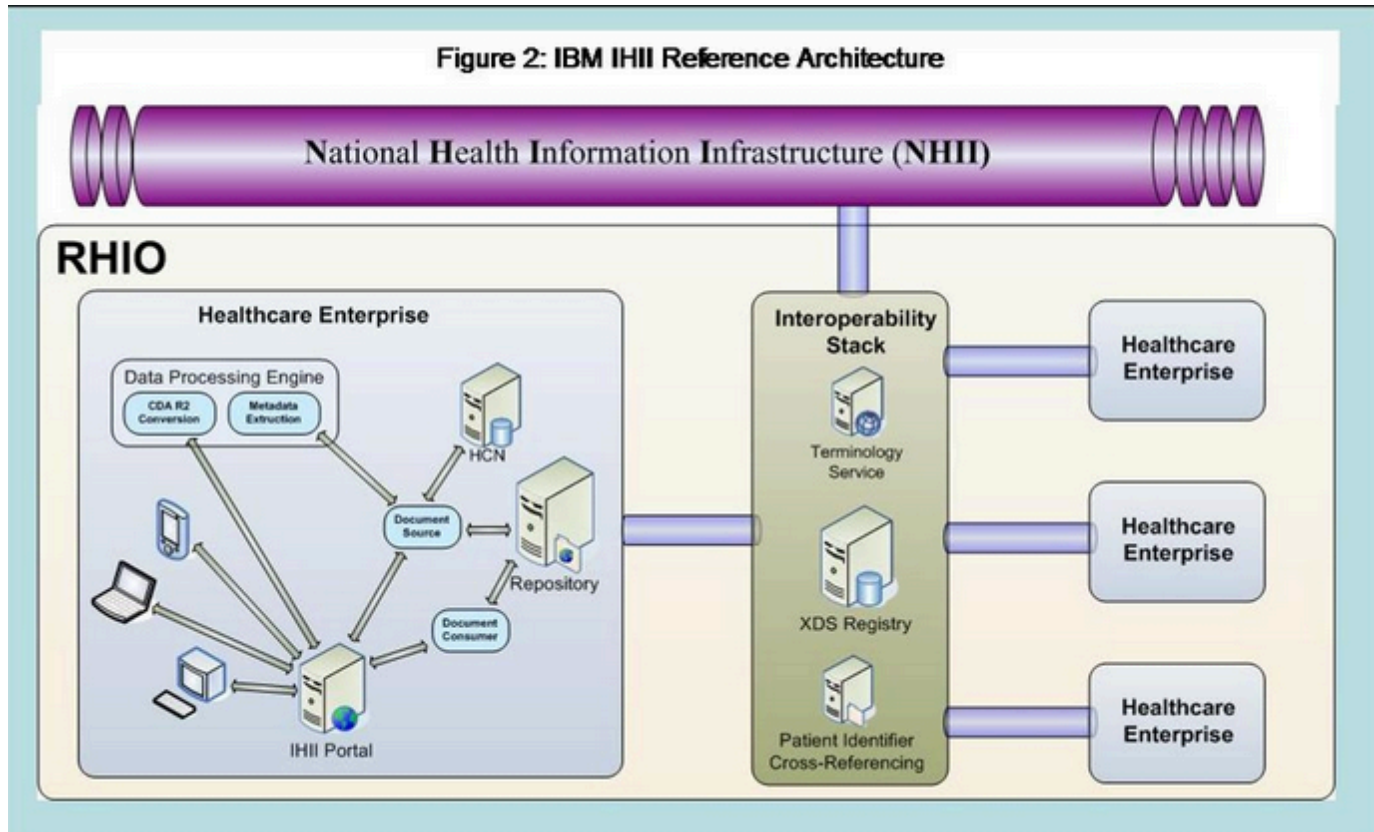 Figure 2: IBM IHII Reference Architecture
National Health Information Infrastructure (NHII)
RHIO
Healthcare Enterprise
Data Processing Engine
CDA R2
Conversion
Metadata
Extruction
HCN
Document
Source
Repository
Document
Consumer
IHII Portal
Interoperability
Stack
Terminology
Service
XDS Registry
Patient Identifier
Cross-Referencing
Healthcare
Enterprise
Healthcare
Enterprise
Healthcare
Enterprise